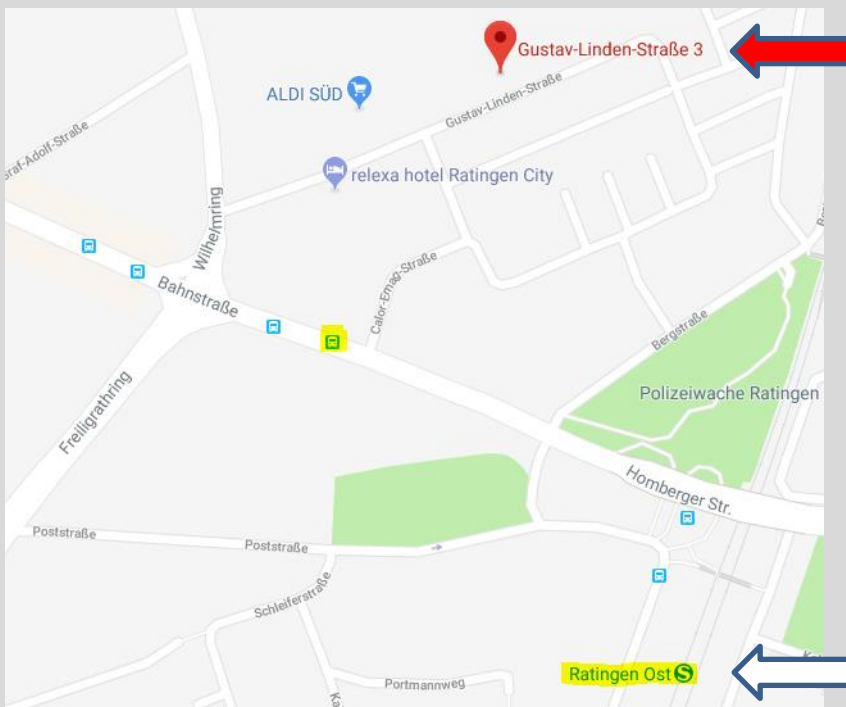 Gustav-Linden-Straße 3
ALDI SÜD
Gustav-Linden-Straße
Graf-Adolf-Straße
relexa hotel Ratingen City
Wilhelmring
Calor-Emag-Straße
Bahnstraße
Bergstraße
Freiligrathring
Polizeiwache Ratingen
Homberger Str.
Poststraße
Poststraße
Schleiferstraße
Ratingen Ost S
Portmannweg